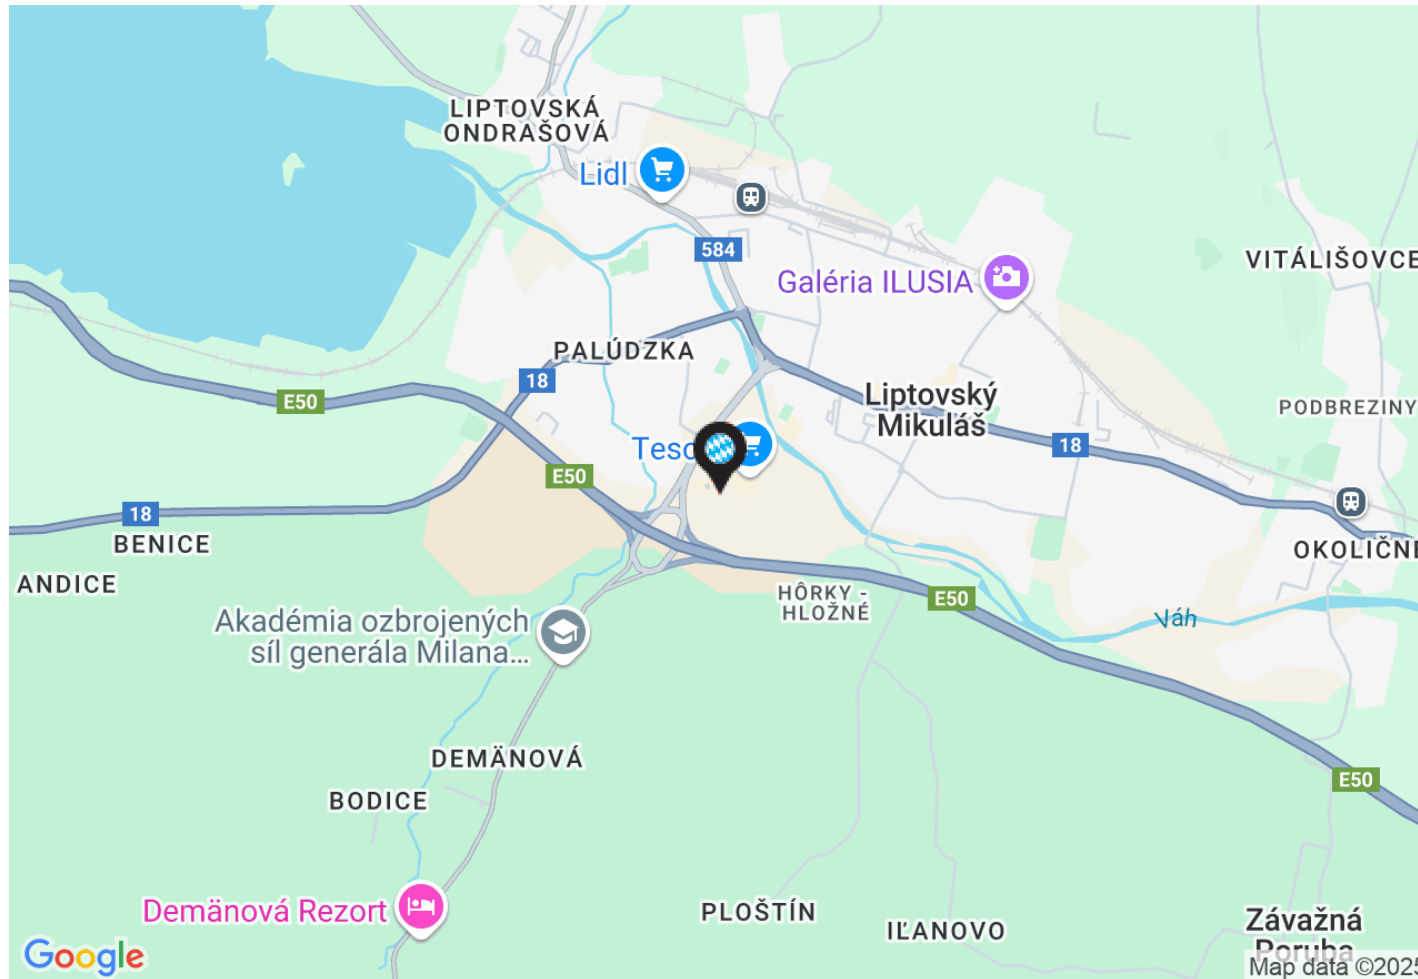 LIPTOVSKÁ
ONDRAŠOVÁ
Lidl
584
VITÁLIŠOVCE
Galéria ILUSIA
PALÚDZKA
18
E50
Liptovský
Mikuláš
PODBREZINY
18
E50
18
BENICE
OKOLIČNÉ
ANDICE
HÔRKY -
HLOŽNÉ
E50
Akadémia ozbrojených
síl generála Milana...
Váh
DEMÄNOVÁ
E50
BODICE
Demänová Rezort
PLOŠTÍN
IĽANOVO
Závažná
Poruba
Google
Map data ©2025